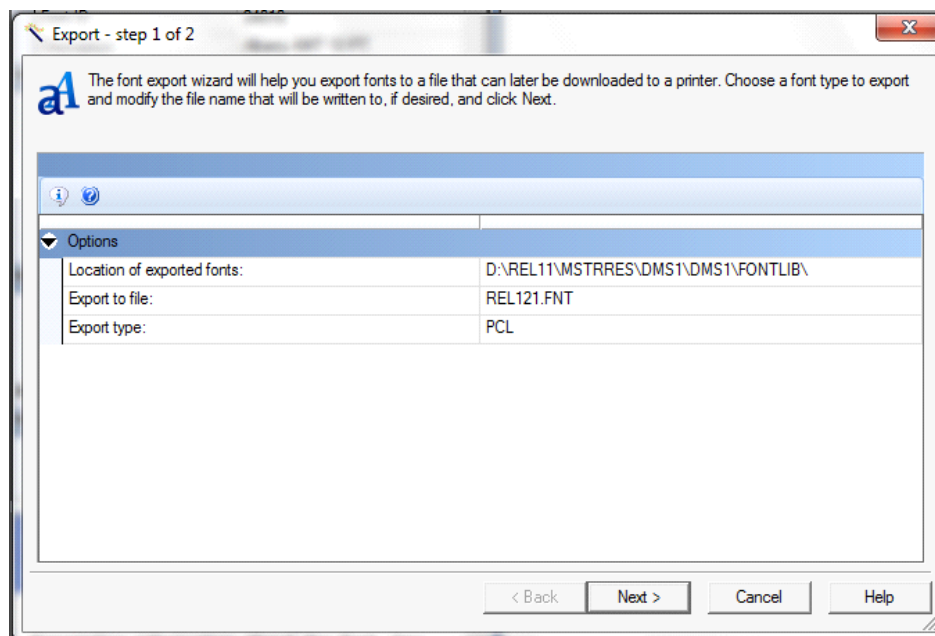 Export - step 1 of 2
The font export wizard will help you export fonts to a file that can later be downloaded to a printer. Choose a font type to export
and modify the file name that will be written to, if desired, and click Next.
Options
Location of exported fonts: D:\REL11\MSTRRES\DMS1\DMS1\FONTLIB\
Export to file: REL121.FNT
Export type: PCL
< Back Next > Cancel Help